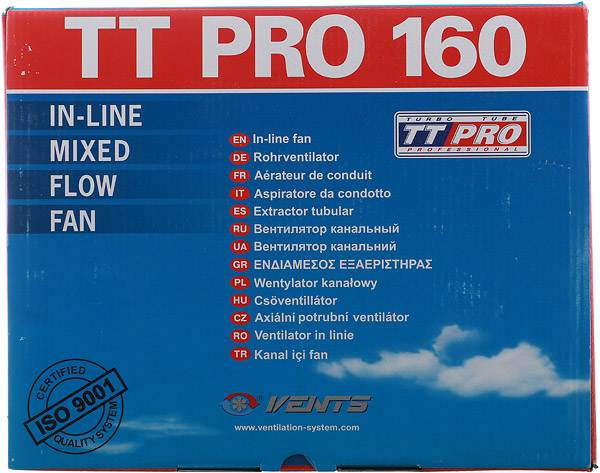 TT PRO 160
IN-LINE
MIXED
FLOW
FAN
TURBO TUBE
TT PRO
PROFESSIONAL
EN In-line fan
DE Rohrventilator
FR Aérateur de conduit
IT Aspiratore da condotto
ES Extractor tubular
RU Вентилятор канальный
UA Вентилятор канальний
GR ΕΝΔΙΑΜΕΣΟΣ ΕΞΑΕΡΙΣΤΗΡΑΣ
PL Wentylator kanałowy
HU Csöventillátor
CZ Axiální potrubní ventilátor
RO Ventilator in linie
TR Kanal içi fan
CERTIFIED
ISO 9001
QUALITY SYSTEM
VENTS
www.ventilation-system.com